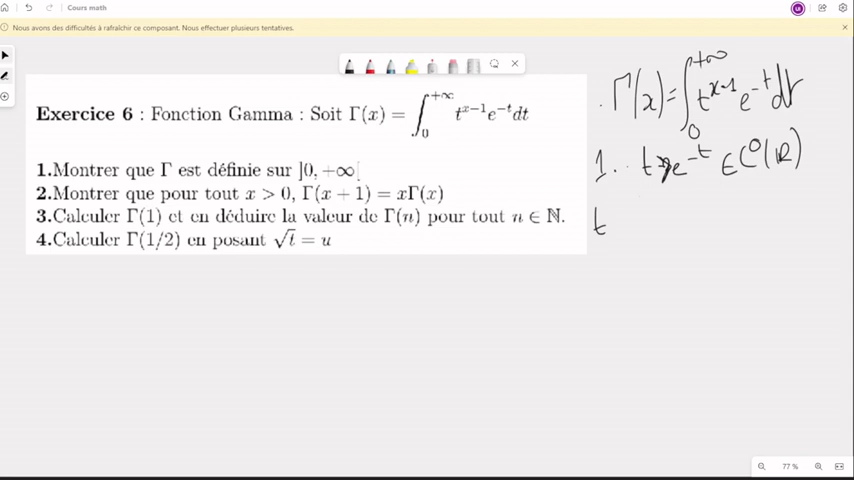 Cours math
Nous avons des difficultés à rafraîchir ce composant. Nous effectuer plusieurs tentatives.
Exercice 6 : Fonction Gamma : Soit Γ(x) = ∫₀^{+∞} t^{x−1}e^{−t}dt
1.Montrer que Γ est définie sur ]0, +∞[
2.Montrer que pour tout x > 0, Γ(x + 1) = xΓ(x)
3.Calculer Γ(1) et en déduire la valeur de Γ(n) pour tout n ∈ ℕ.
4.Calculer Γ(1/2) en posant √t = u
. Γ(x) = ∫₀^{+∞} t^{x−1} e^{−t} dt
1. . t ↦ e^{−t} ∈ C⁰(ℝ)
t
UI
77 %